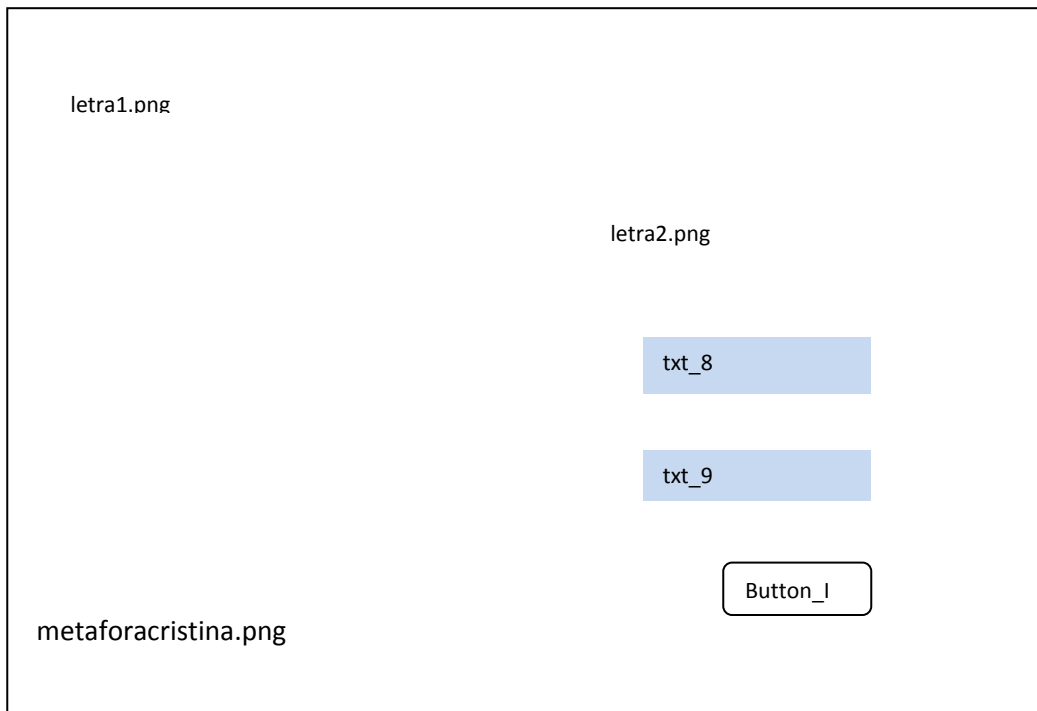 letra1.png
letra2.png
txt_8
txt_9
Button_I
metaforacristina.png